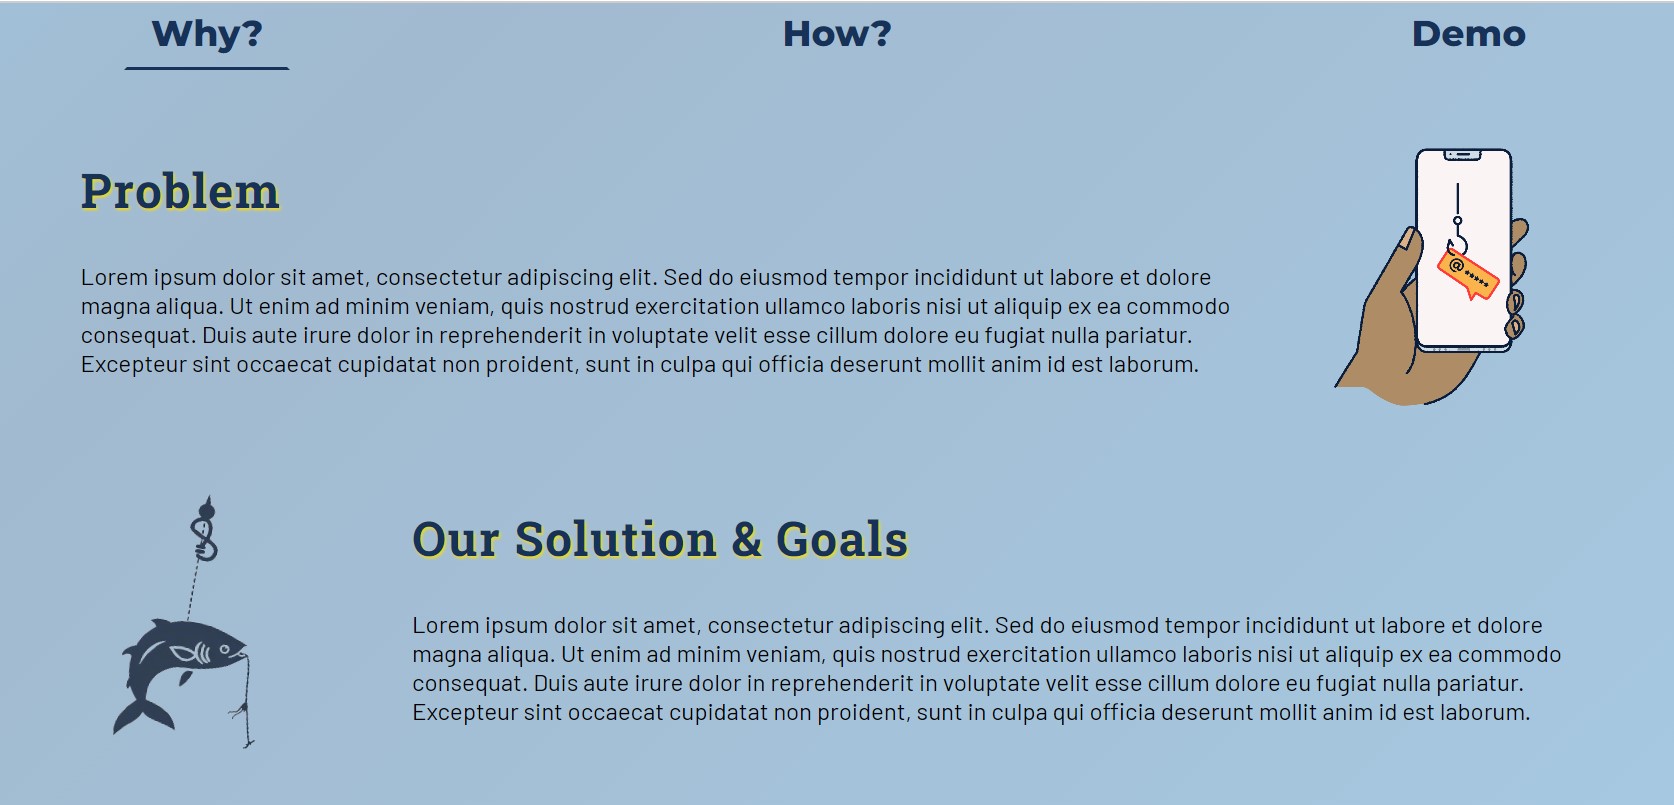 Why? How? Demo
Problem
Lorem ipsum dolor sit amet, consectetur adipiscing elit. Sed do eiusmod tempor incididunt ut labore et dolore
magna aliqua. Ut enim ad minim veniam, quis nostrud exercitation ullamco laboris nisi ut aliquip ex ea commodo
consequat. Duis aute irure dolor in reprehenderit in voluptate velit esse cillum dolore eu fugiat nulla pariatur.
Excepteur sint occaecat cupidatat non proident, sunt in culpa qui officia deserunt mollit anim id est laborum.
@*****
Our Solution & Goals
Lorem ipsum dolor sit amet, consectetur adipiscing elit. Sed do eiusmod tempor incididunt ut labore et dolore
magna aliqua. Ut enim ad minim veniam, quis nostrud exercitation ullamco laboris nisi ut aliquip ex ea commodo
consequat. Duis aute irure dolor in reprehenderit in voluptate velit esse cillum dolore eu fugiat nulla pariatur.
Excepteur sint occaecat cupidatat non proident, sunt in culpa qui officia deserunt mollit anim id est laborum.